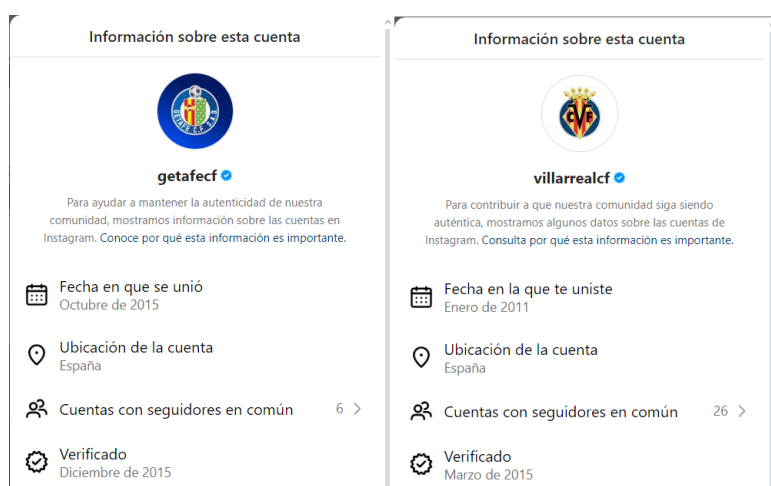 Información sobre esta cuenta
GETAFE C.F. S.A.D.
getafecf
Para ayudar a mantener la autenticidad de nuestra
comunidad, mostramos información sobre las cuentas en
Instagram. Conoce por qué esta información es importante.
Fecha en que se unió
Octubre de 2015
Ubicación de la cuenta
España
Cuentas con seguidores en común 6
Verificado
Diciembre de 2015
Información sobre esta cuenta
CVF
villarrealcf
Para contribuir a que nuestra comunidad siga siendo
auténtica, mostramos algunos datos sobre las cuentas de
Instagram. Consulta por qué esta información es importante.
Fecha en la que te uniste
Enero de 2011
Ubicación de la cuenta
España
Cuentas con seguidores en común 26
Verificado
Marzo de 2015